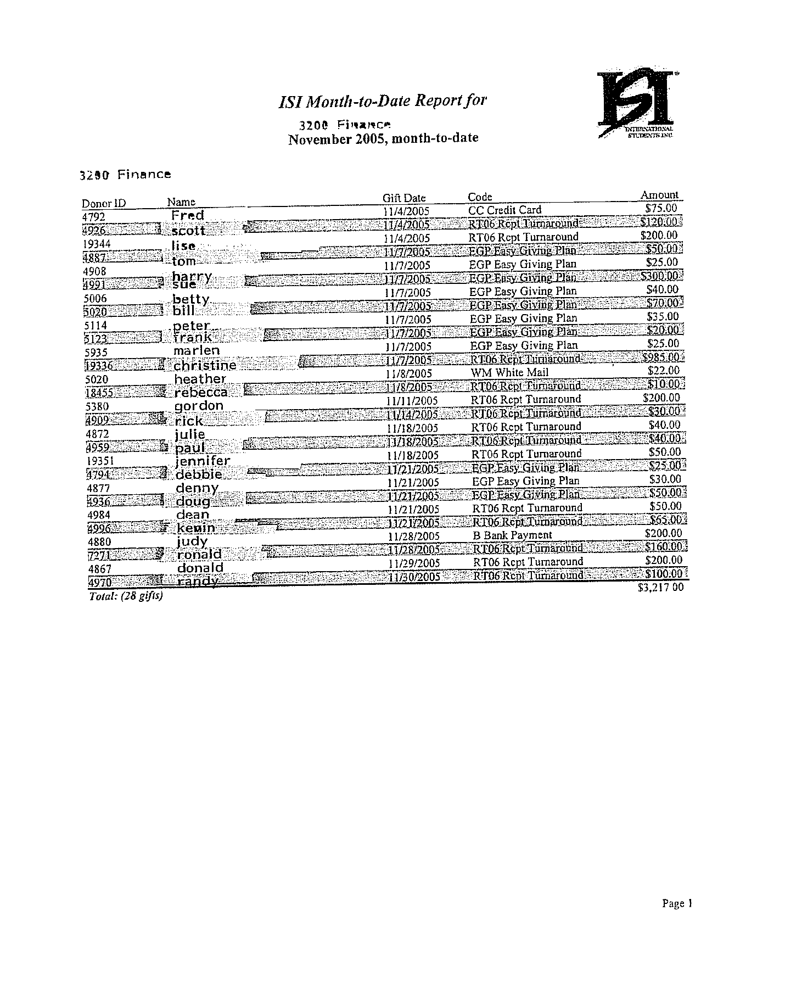 ISI
INTERNATIONAL
STUDENTS INC.
ISI Month-to-Date Report for
3200 Finance
November 2005, month-to-date
3200 Finance
Donor ID Name Gift Date Code Amount
4792 Fred 11/4/2005 CC Credit Card $75.00
4926 scott 11/4/2005 RT06 Rcpt Turnaround $120.00
19344 lise 11/4/2005 RT06 Rcpt Turnaround $200.00
4887 tom 11/7/2005 EGP Easy Giving Plan $50.00
4908 harry 11/7/2005 EGP Easy Giving Plan $25.00
4991 sue 11/7/2005 EGP Easy Giving Plan $300.00
5006 betty 11/7/2005 EGP Easy Giving Plan $40.00
5020 bill 11/7/2005 EGP Easy Giving Plan $70.00
5114 peter 11/7/2005 EGP Easy Giving Plan $35.00
5123 frank 11/7/2005 EGP Easy Giving Plan $20.00
5935 marlen 11/7/2005 EGP Easy Giving Plan $25.00
19336 christine 11/7/2005 RT06 Rcpt Turnaround $985.00
5020 heather 11/8/2005 WM White Mail $22.00
18455 rebecca 11/8/2005 RT06 Rcpt Turnaround $10.00
5380 gordon 11/11/2005 RT06 Rcpt Turnaround $200.00
4909 rick 11/14/2005 RT06 Rcpt Turnaround $30.00
4872 julie 11/18/2005 RT06 Rcpt Turnaround $40.00
4959 paul 11/18/2005 RT06 Rcpt Turnaround $40.00
19351 jennifer 11/18/2005 RT06 Rcpt Turnaround $50.00
4794 debbie 11/21/2005 EGP Easy Giving Plan $25.00
4877 denny 11/21/2005 EGP Easy Giving Plan $30.00
4936 doug 11/21/2005 EGP Easy Giving Plan $50.00
4984 dean 11/21/2005 RT06 Rcpt Turnaround $50.00
4996 kevin 11/21/2005 RT06 Rcpt Turnaround $65.00
4880 judy 11/28/2005 B Bank Payment $200.00
7271 ronald 11/28/2005 RT06 Rcpt Turnaround $160.00
4867 donald 11/29/2005 RT06 Rcpt Turnaround $200.00
4970 randy 11/30/2005 RT06 Rcpt Turnaround $100.00
Total: (28 gifts) $3,217 00
Page 1